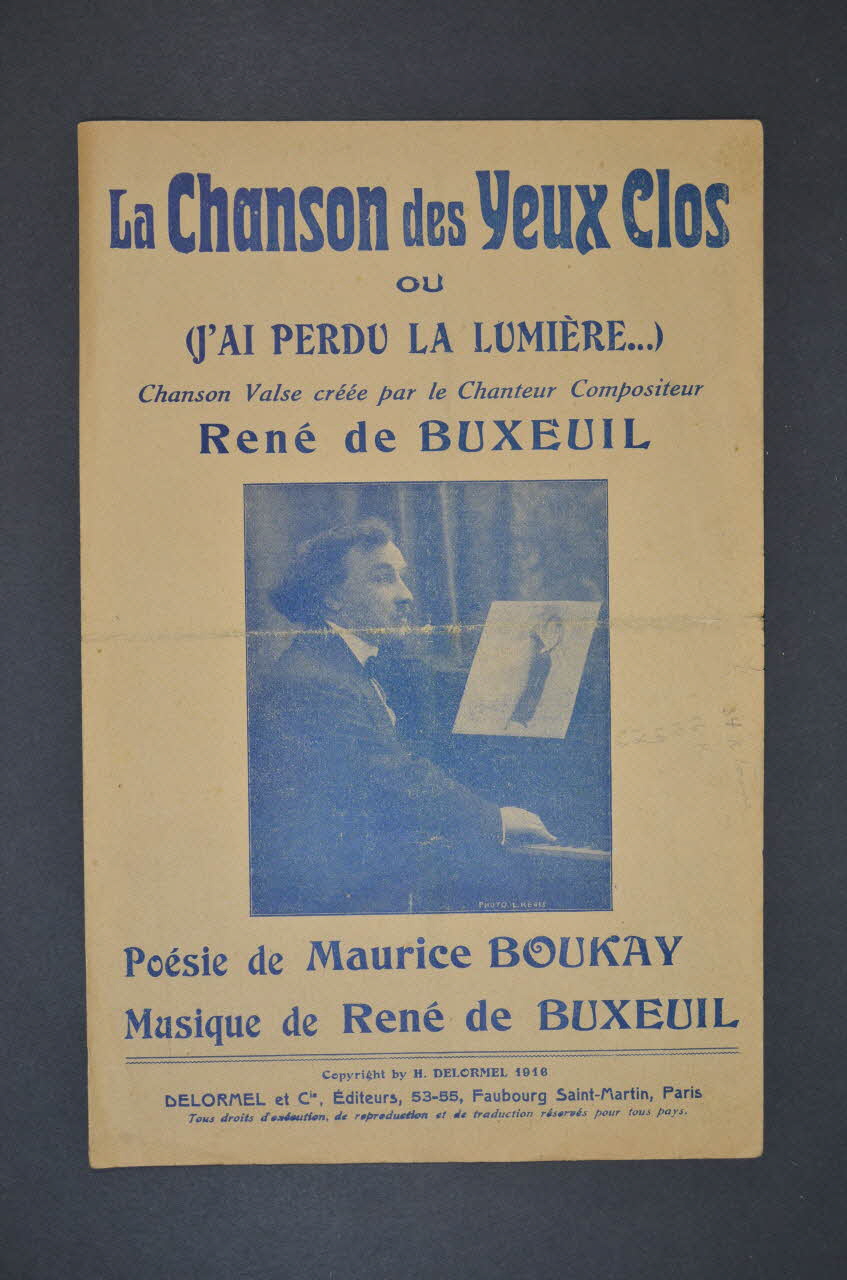 La Chanson des Yeux Clos
OU
(J'AI PERDU LA LUMIÈRE...)
Chanson Valse créée par le Chanteur Compositeur
René de BUXEUIL
PHOTO. L. REGIS
Poésie de Maurice BOUKAY
Musique de René de BUXEUIL
Copyright by H. DELORMEL 1916
DELORMEL et Cie, Éditeurs, 53-55, Faubourg Saint-Martin, Paris
Tous droits d'exécution, de reproduction et de traduction réservés pour tous pays.